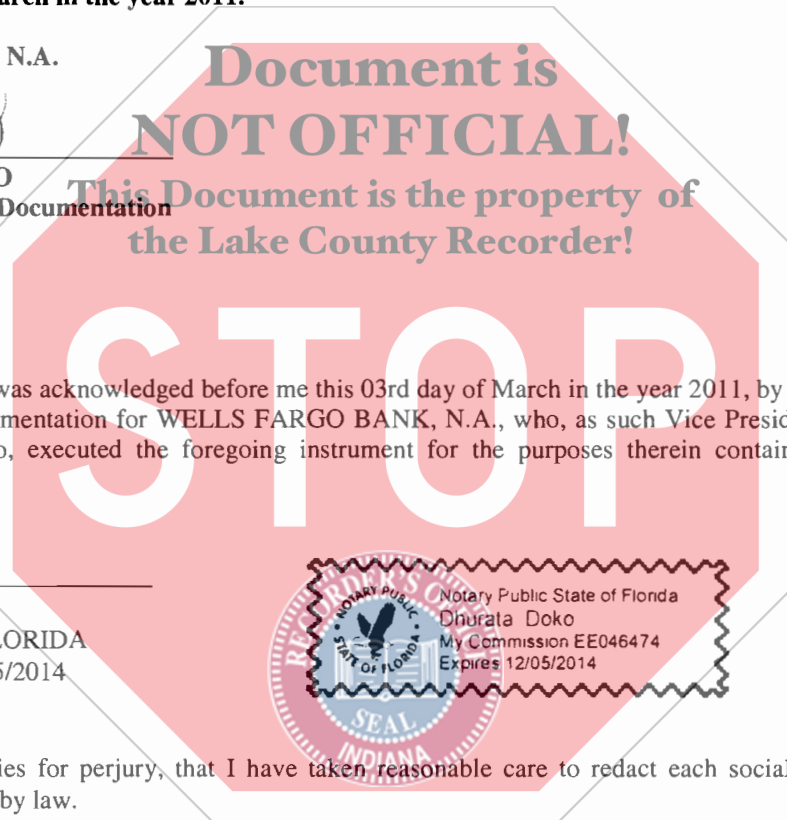 arch in the year 2011.
N.A.
Document is
NOT OFFICIAL!
O
This Document is the property of
Documentation
the Lake County Recorder!
STOP
was acknowledged before me this 03rd day of March in the year 2011, by
mentation for WELLS FARGO BANK, N.A., who, as such Vice Presid
o, executed the foregoing instrument for the purposes therein contain
RECORDER'S OFFICE
NOTARY PUBLIC
STATE OF FLORIDA
SEAL
INDIANA
Notary Public State of Florida
Dhurata Doko
My Commission EE046474
Expires 12/05/2014
LORIDA
5/2014
ies for perjury, that I have taken reasonable care to redact each social
by law.